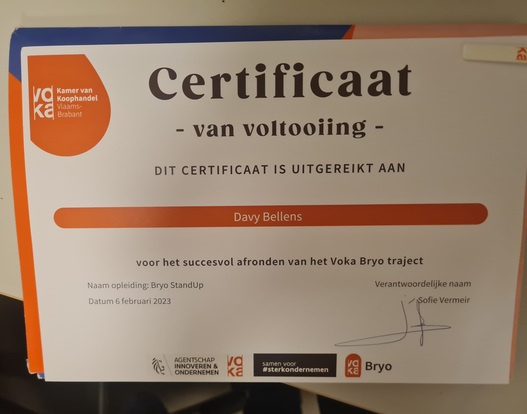 voka
Kamer van
Koophandel
Vlaams-
Brabant
Certificaat
- van voltooiing -
DIT CERTIFICAAT IS UITGEREIKT AAN
Davy Bellens
voor het succesvol afronden van het Voka Bryo traject
Naam opleiding: Bryo StandUp
Verantwoordelijke naam
Datum 6 februari 2023
Sofie Vermeir
AGENTSCHAP
INNOVEREN &
ONDERNEMEN
voka
samen voor
#sterkondernemen
voka
Bryo